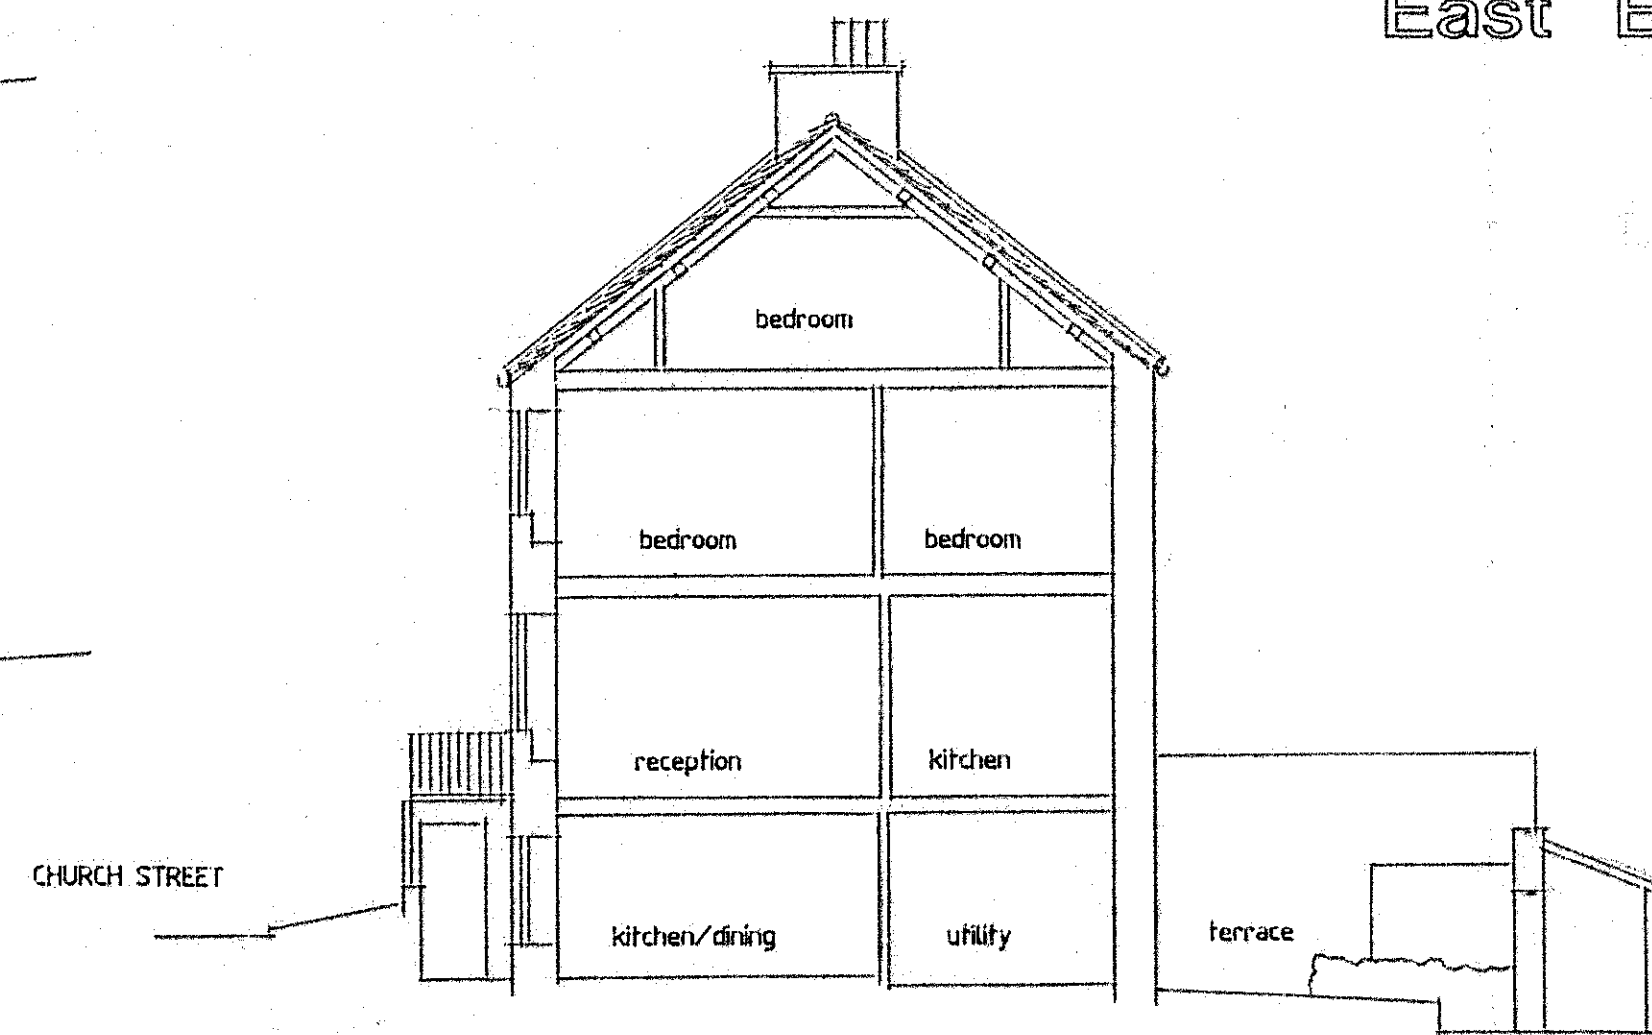 East
bedroom
bedroom bedroom
reception kitchen
CHURCH STREET
kitchen/dining utility terrace